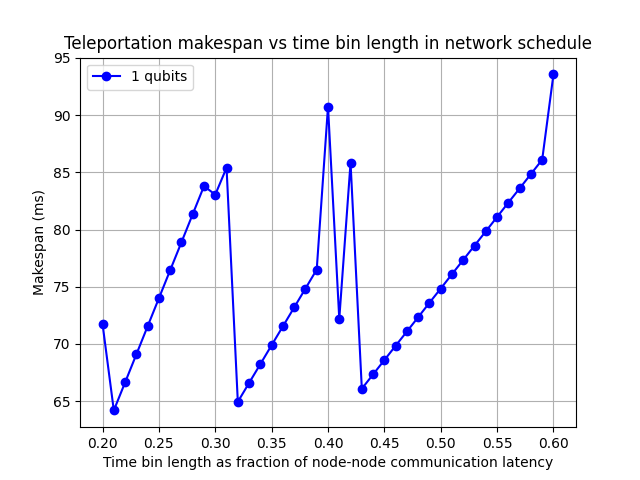 Teleportation makespan vs time bin length in network schedule
1 qubits
Makespan (ms)
95
90
85
80
75
70
65
0.20 0.25 0.30 0.35 0.40 0.45 0.50 0.55 0.60
Time bin length as fraction of node-node communication latency